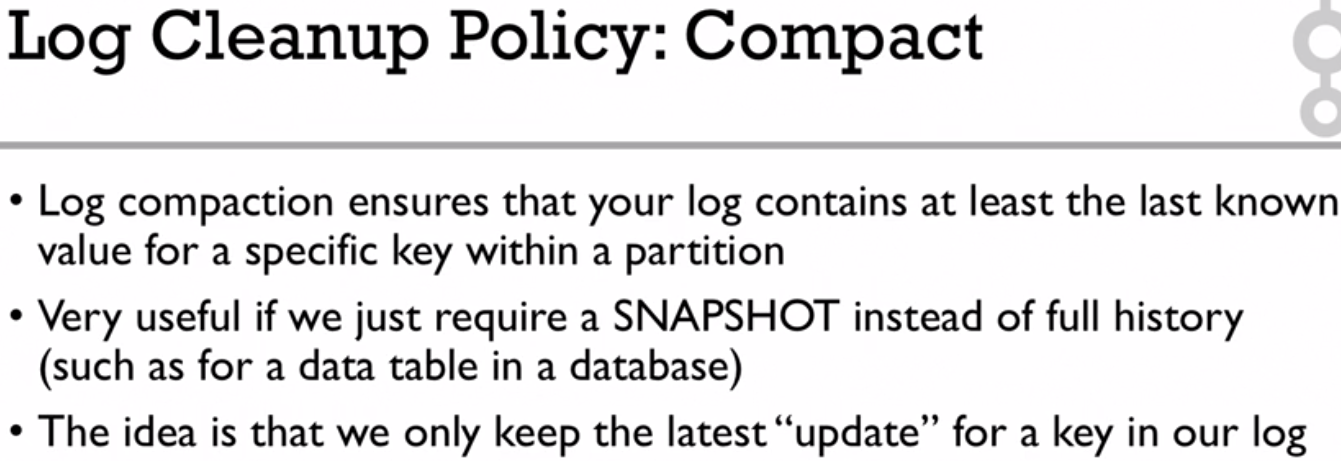 Log Cleanup Policy: Compact
• Log compaction ensures that your log contains at least the last known
value for a specific key within a partition
• Very useful if we just require a SNAPSHOT instead of full history
(such as for a data table in a database)
• The idea is that we only keep the latest “update” for a key in our log